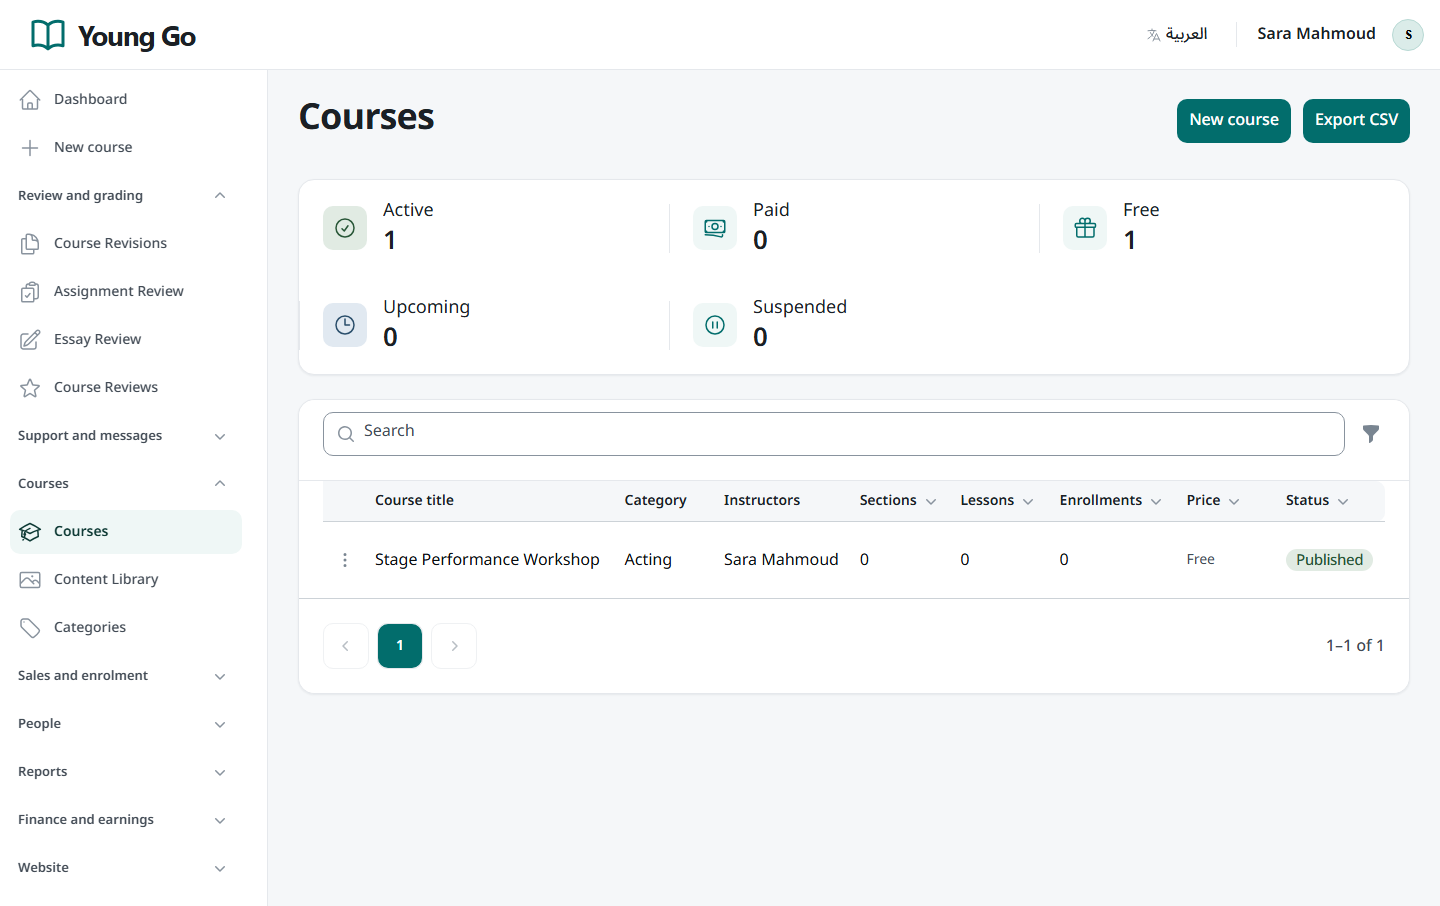 Young Go
العربية
Sara Mahmoud
S
Dashboard
New course
Review and grading
Course Revisions
Assignment Review
Essay Review
Course Reviews
Support and messages
Courses
Courses
Content Library
Categories
Sales and enrolment
People
Reports
Finance and earnings
Website
Courses
New course
Export CSV
Active
1
Paid
0
Free
1
Upcoming
0
Suspended
0
Search
Course title Category Instructors Sections Lessons Enrollments Price Status
Stage Performance Workshop Acting Sara Mahmoud 0 0 0 Free Published
1
1–1 of 1